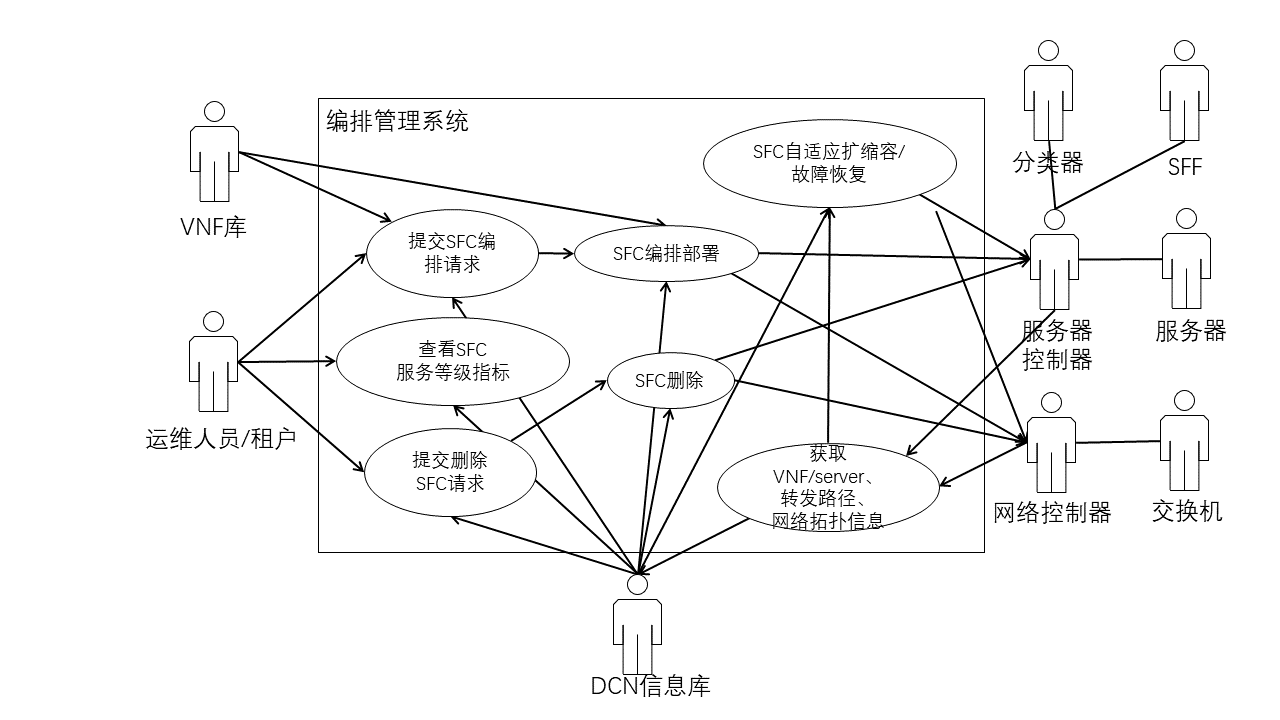 编排管理系统
分类器
SFF
VNF库
SFC自适应扩缩容/
故障恢复
提交SFC编
排请求
SFC编排部署
服务器
控制器
服务器
查看SFC
服务等级指标
SFC删除
运维人员/租户
提交删除
SFC请求
获取
VNF/server、
转发路径、
网络拓扑信息
网络控制器
交换机
DCN信息库